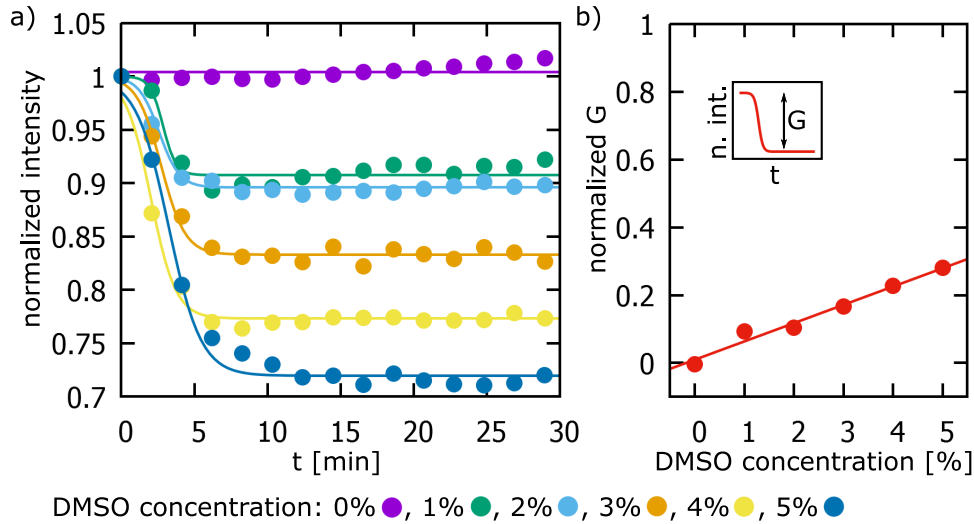 a)
b)
normalized intensity
1.05
1
0.95
0.9
0.85
0.8
0.75
0.7
0 5 10 15 20 25 30
t [min]
normalized G
1
0.8
0.6
0.4
0.2
0
n. int.
G
t
0 1 2 3 4 5
DMSO concentration [%]
DMSO concentration: 0% , 1% , 2% , 3% , 4% , 5%